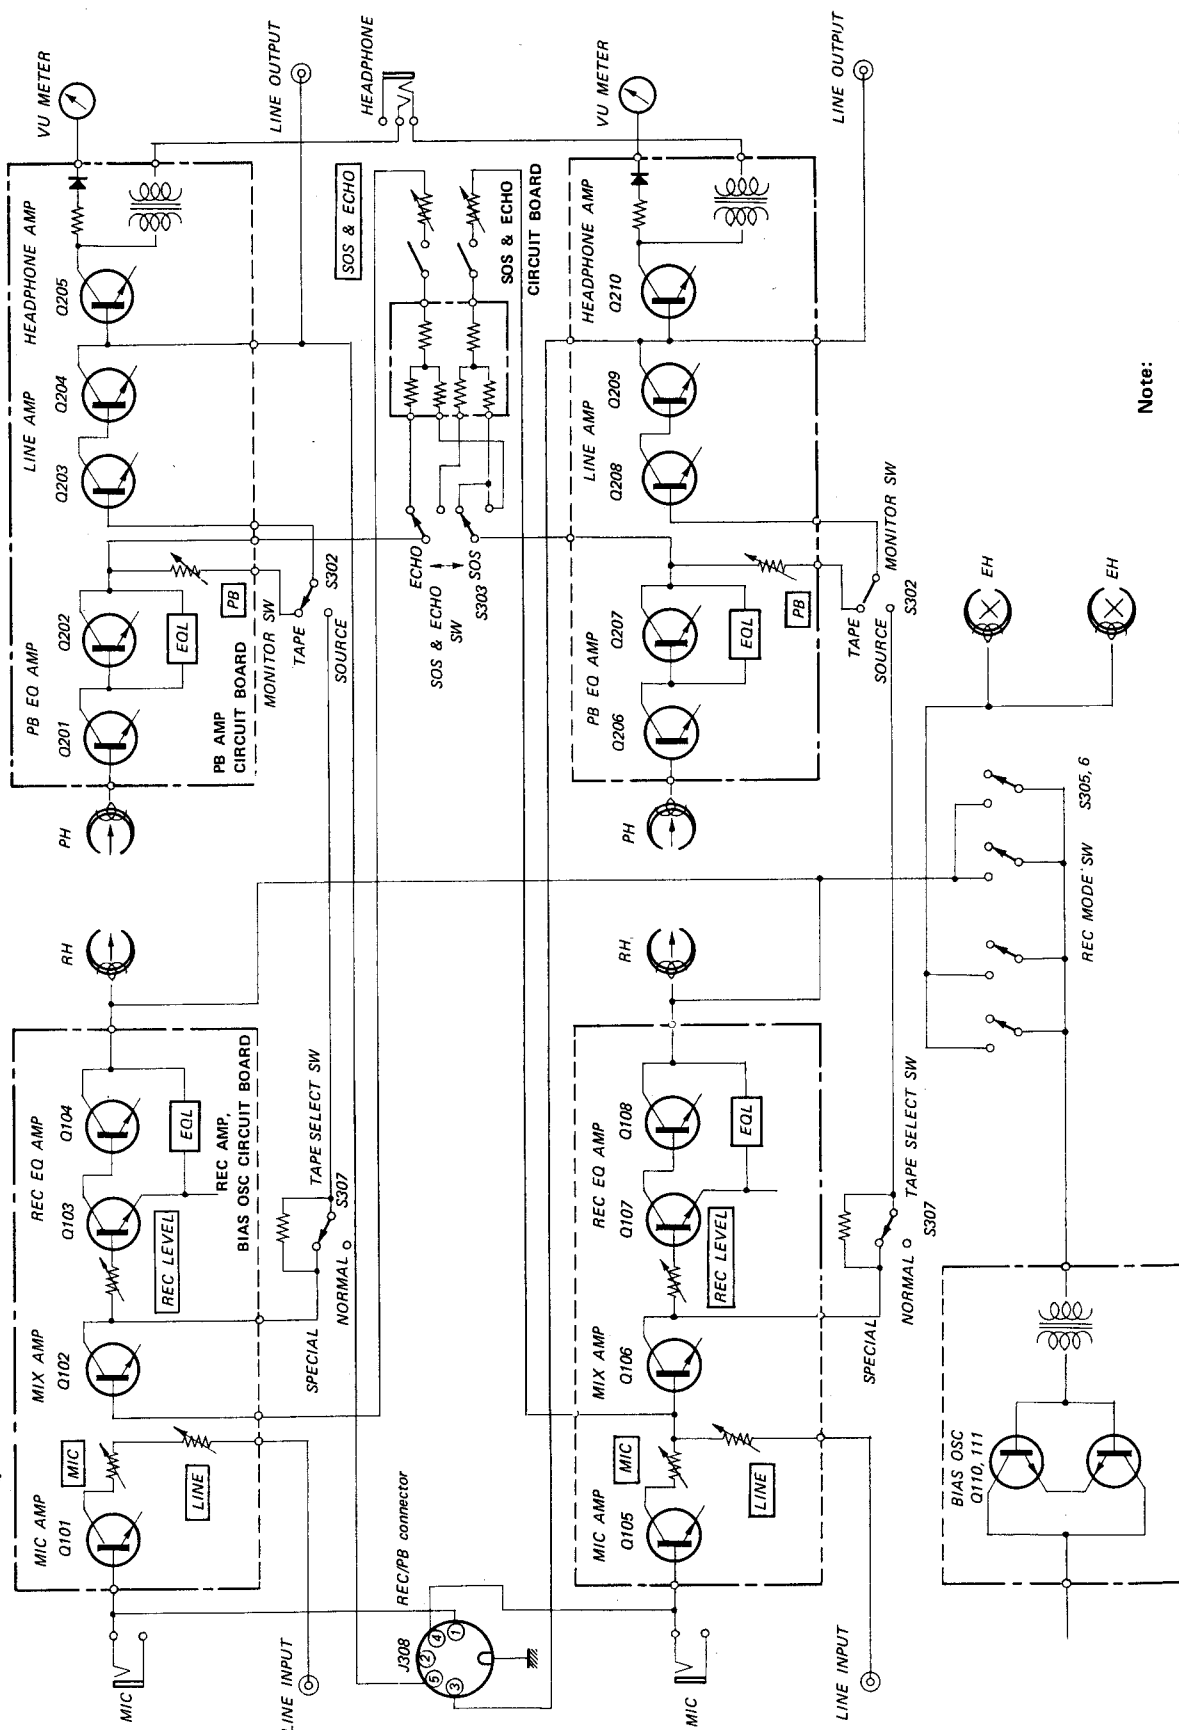 VU METER
LINE OUTPUT
HEADPHONE
HEADPHONE AMP
Q205
LINE AMP
Q204
Q203
PB EQ AMP
Q202
Q201
EQL
PB
PB AMP
CIRCUIT BOARD
MONITOR SW
TAPE
S302
SOURCE
PH
RH
REC EQ AMP
Q104
Q103
EQL
REC LEVEL
REC AMP,
BIAS OSC CIRCUIT BOARD
TAPE SELECT SW
S307
NORMAL
SPECIAL
MIX AMP
Q102
MIC AMP
Q101
MIC
LINE
MIC
LINE INPUT
SOS & ECHO
SOS & ECHO
CIRCUIT BOARD
ECHO
SOS
SOS & ECHO
SW
S303
REC/PB connector
J308
5
2
4
3
1
VU METER
LINE OUTPUT
HEADPHONE AMP
Q210
LINE AMP
Q209
Q208
PB EQ AMP
Q207
Q206
EQL
PB
MONITOR SW
TAPE
SOURCE
S302
PH
RH
REC EQ AMP
Q108
Q107
EQL
REC LEVEL
TAPE SELECT SW
S307
NORMAL
SPECIAL
MIX AMP
Q106
MIC AMP
Q105
MIC
LINE
MIC
LINE INPUT
EH
EH
S305, 6
REC MODE SW
BIAS OSC
Q110, 111
Note: